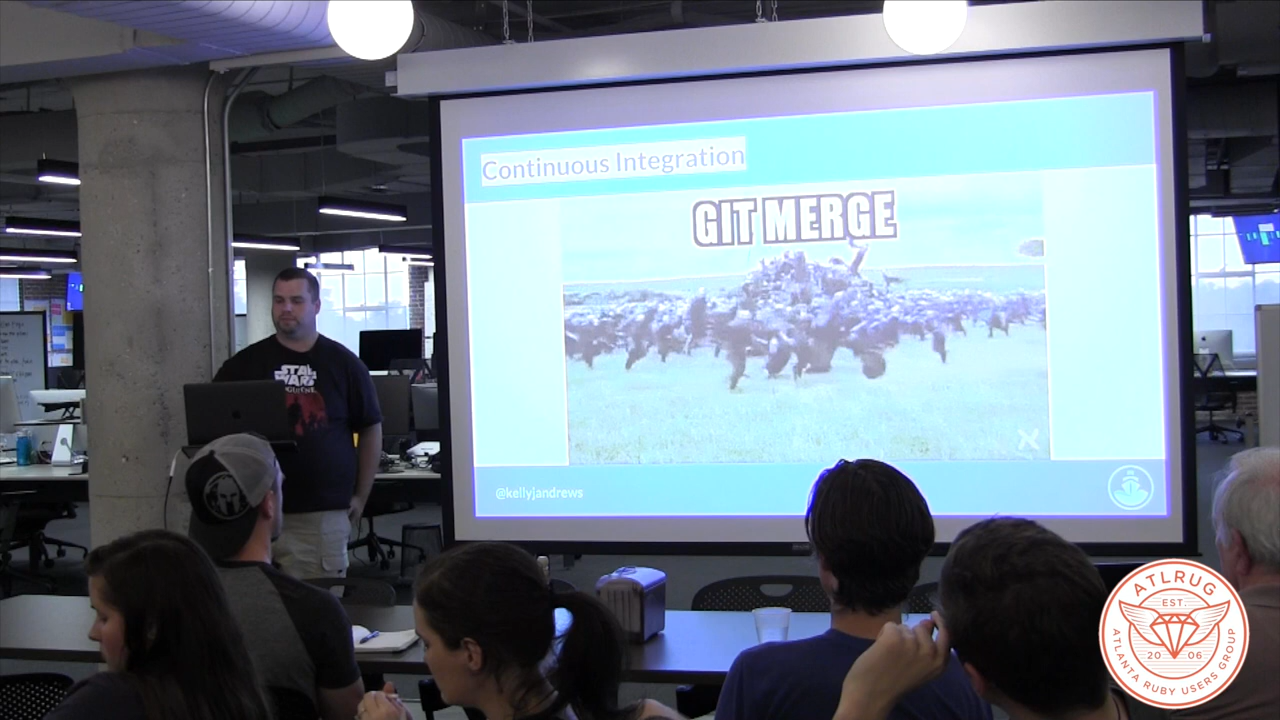 Continuous Integration
GIT MERGE
@kellyjandrews
STAR
WARS
ATLRUG
EST.
20 06
ATLANTA RUBY USERS GROUP